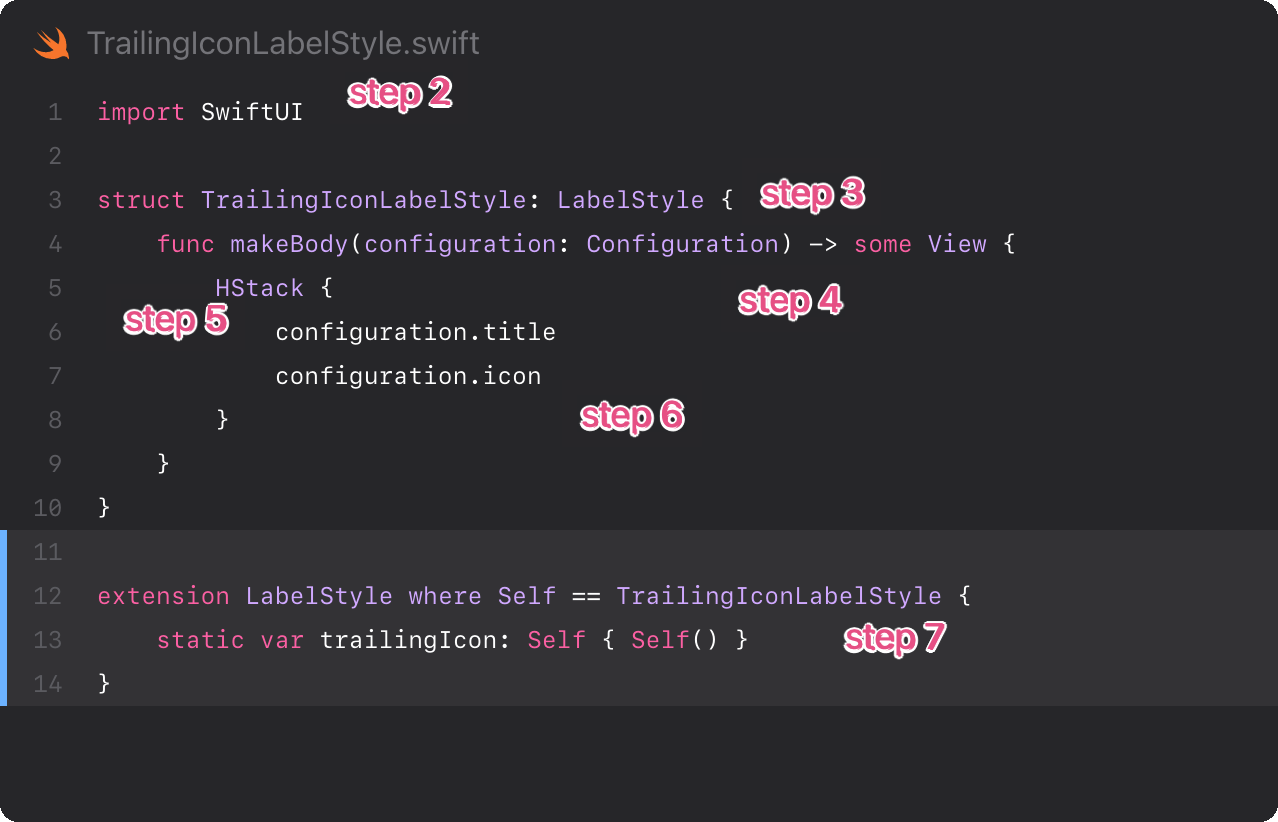 TrailingIconLabelStyle.swift
step 2
1 import SwiftUI
2
3 struct TrailingIconLabelStyle: LabelStyle { step 3
4 func makeBody(configuration: Configuration) -> some View {
5 HStack { step 4
step 5
6 configuration.title
7 configuration.icon
8 } step 6
9 }
10 }
11
12 extension LabelStyle where Self == TrailingIconLabelStyle {
13 static var trailingIcon: Self { Self() } step 7
14 }